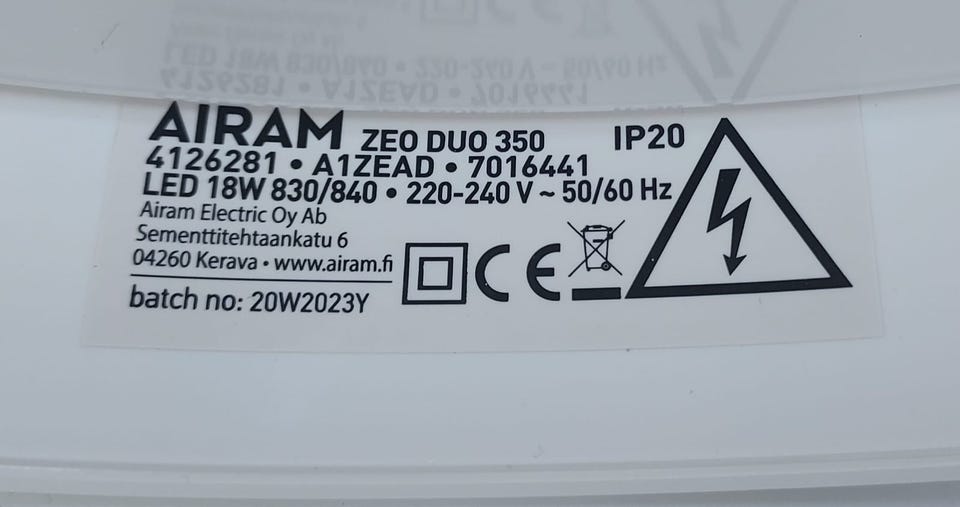 AIRAM ZEO DUO 350 IP20
4126281 • A1ZEAD • 7016441
LED 18W 830/840 • 220-240 V ~ 50/60 Hz
Airam Electric Oy Ab
Sementtitehtaankatu 6
04260 Kerava • www.airam.fi
CE
batch no: 20W2023Y